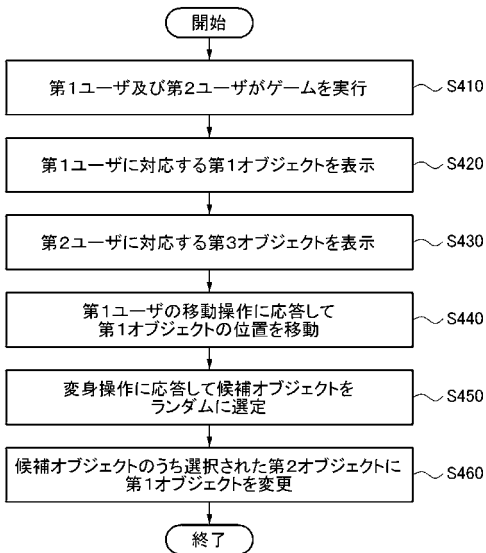 開始
第1ユーザ及び第2ユーザがゲームを実行
S410
第1ユーザに対応する第1オブジェクトを表示
S420
第2ユーザに対応する第3オブジェクトを表示
S430
第1ユーザの移動操作に応答して
第1オブジェクトの位置を移動
S440
変身操作に応答して候補オブジェクトを
ランダムに選定
S450
候補オブジェクトのうち選択された第2オブジェクトに
第1オブジェクトを変更
S460
終了